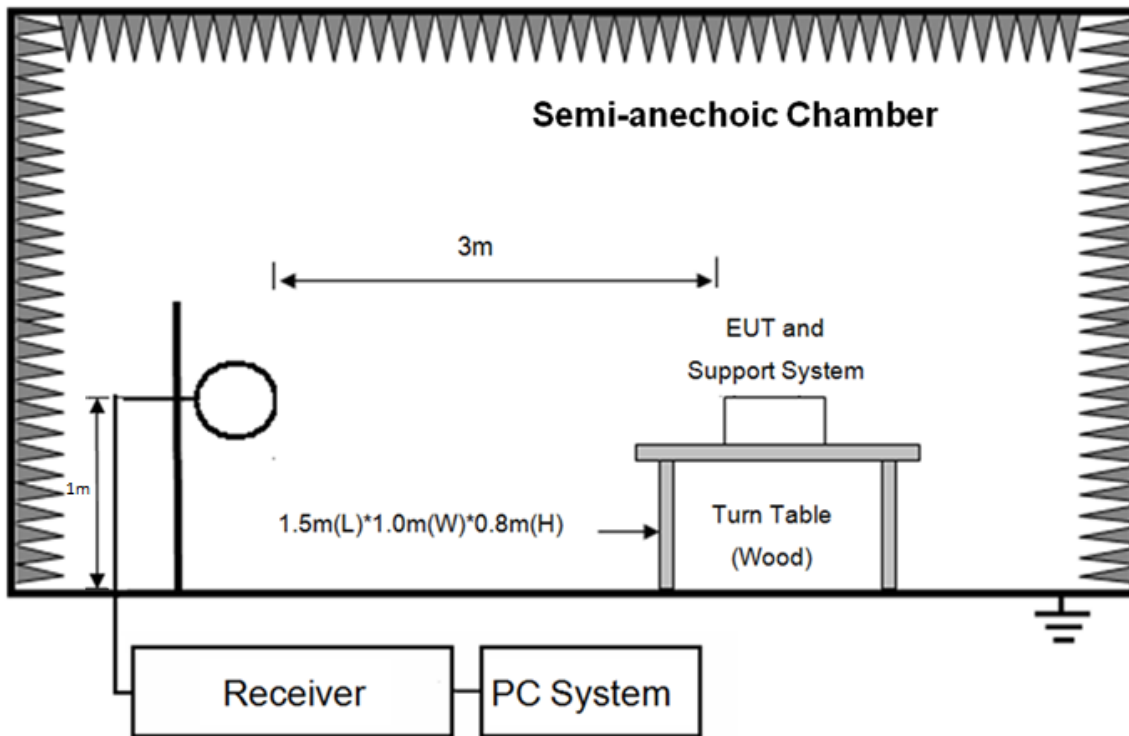 Semi-anechoic Chamber
3m
EUT and
Support System
1m
1.5m(L)*1.0m(W)*0.8m(H)
Turn Table
(Wood)
Receiver
PC System